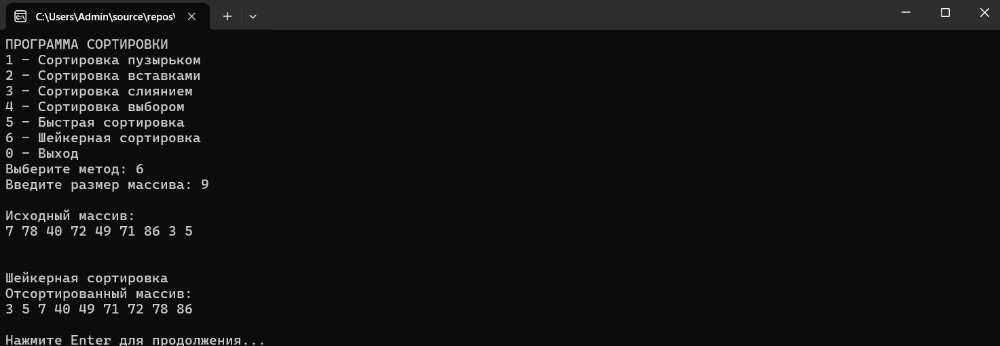 C:\Users\Admin\source\repos\
ПРОГРАММА СОРТИРОВКИ
1 - Сортировка пузырьком
2 - Сортировка вставками
3 - Сортировка слиянием
4 - Сортировка выбором
5 - Быстрая сортировка
6 - Шейкерная сортировка
0 - Выход
Выберите метод: 6
Введите размер массива: 9
Исходный массив:
7 78 40 72 49 71 86 3 5
Шейкерная сортировка
Отсортированный массив:
3 5 7 40 49 71 72 78 86
Нажмите Enter для продолжения...